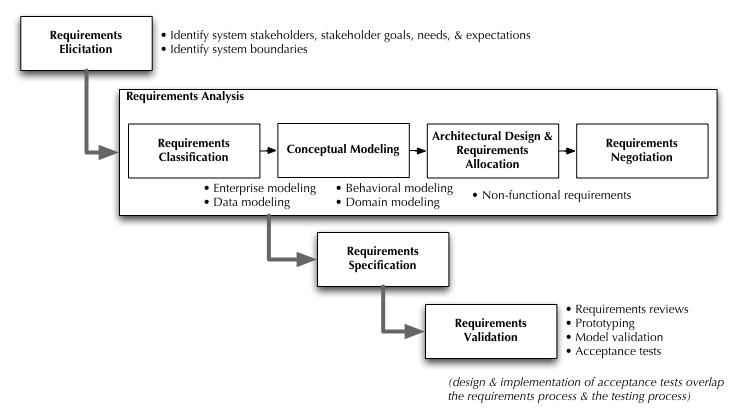 Requirements
Elicitation
• Identify system stakeholders, stakeholder goals, needs, & expectations
• Identify system boundaries
Requirements Analysis
Requirements
Classification
Conceptual Modeling
Architectural Design &
Requirements
Allocation
Requirements
Negotiation
• Enterprise modeling
• Data modeling
• Behavioral modeling
• Domain modeling
• Non-functional requirements
Requirements
Specification
Requirements
Validation
• Requirements reviews
• Prototyping
• Model validation
• Acceptance tests
(design & implementation of acceptance tests overlap
the requirements process & the testing process)